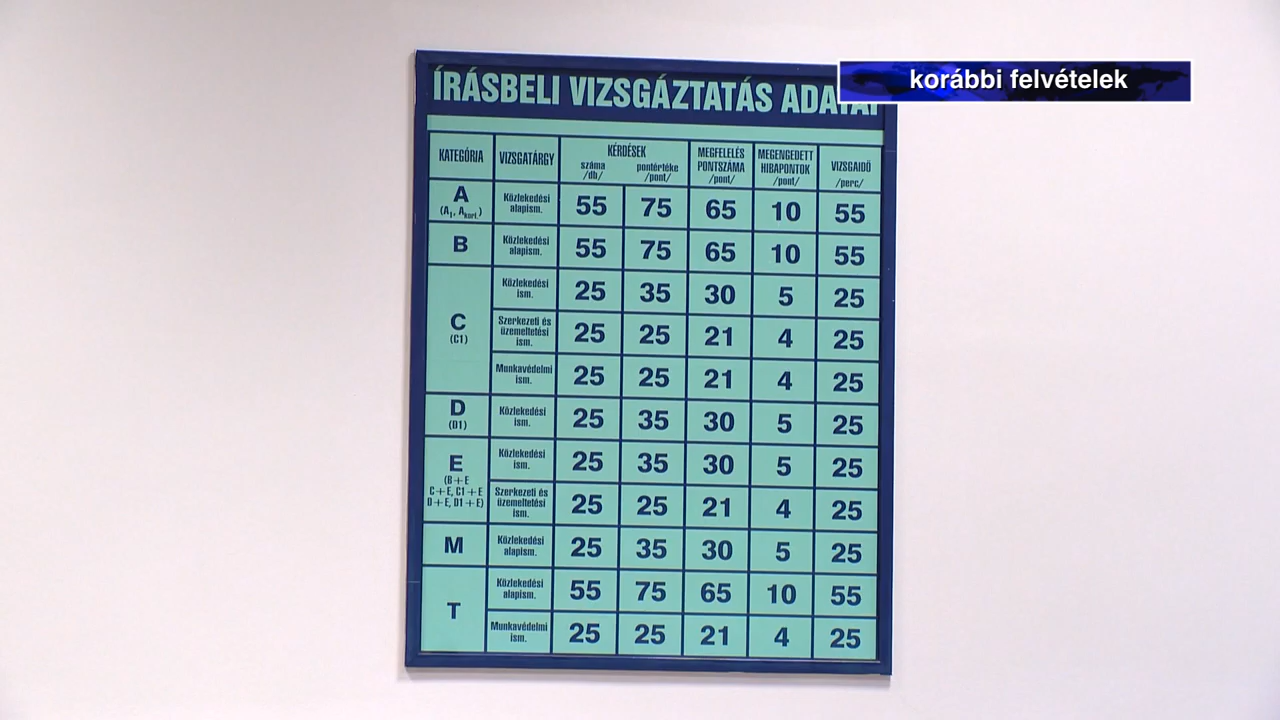 korábbi felvételek
ÍRÁSBELI VIZSGÁZTATÁS
KATEGÓRIA VIZSGATÁRGY KÉRDÉSEK MEGFELELÉS PONTSZÁMA /pont/ MEGENGEDETT HIBAPONTOK /pont/ VIZSGAIDŐ /perc/
száma /db/ pontértéke /pont/
A (A1, Akorl.) Közlekedési alapism. 55 75 65 10 55
B Közlekedési alapism. 55 75 65 10 55
C (C1) Közlekedési ism. 25 35 30 5 25
Szerkezeti és üzemeltetési ism. 25 25 21 4 25
Munkavédelmi ism. 25 25 21 4 25
D (D1) Közlekedési ism. 25 35 30 5 25
E (B+E C+E, C1+E D+E, D1+E) Közlekedési ism. 25 35 30 5 25
Szerkezeti és üzemeltetési ism. 25 25 21 4 25
M Közlekedési alapism. 25 35 30 5 25
T Közlekedési alapism. 55 75 65 10 55
Munkavédelmi ism. 25 25 21 4 25